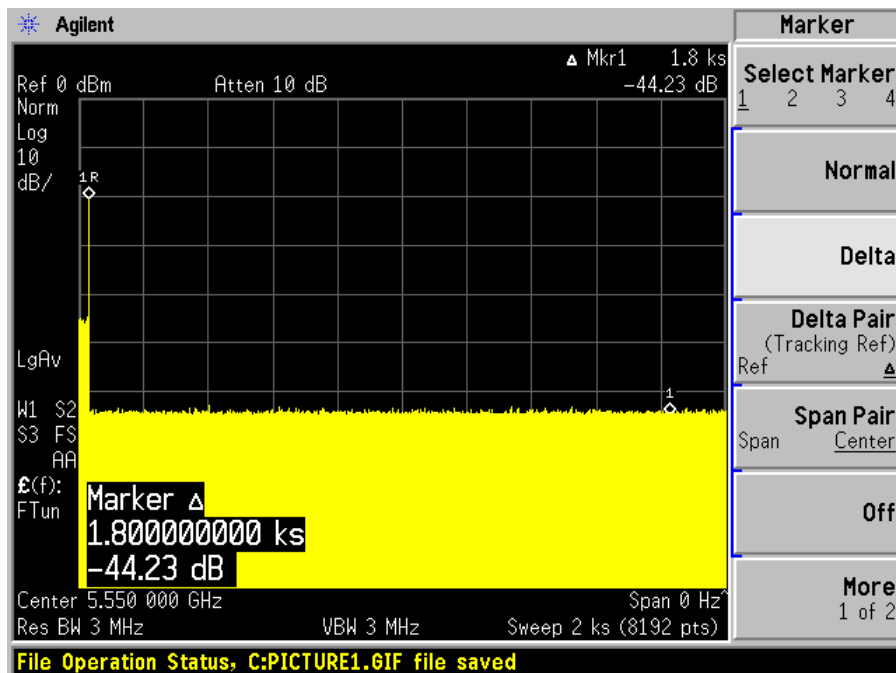 Agilent
Marker
Δ Mkr1 1.8 ks
Ref 0 dBm Atten 10 dB -44.23 dB
Norm
Log
10
dB/
1R
LgAv
1
W1 S2
S3 FS
AA
£(f):
FTun
Marker Δ
1.800000000 ks
-44.23 dB
Center 5.550 000 GHz Span 0 Hz^
Res BW 3 MHz VBW 3 MHz Sweep 2 ks (8192 pts)
File Operation Status, C:PICTURE1.GIF file saved
Select Marker
1 2 3 4
Normal
Delta
Delta Pair
(Tracking Ref)
Ref Δ
Span Pair
Span Center
Off
More
1 of 2